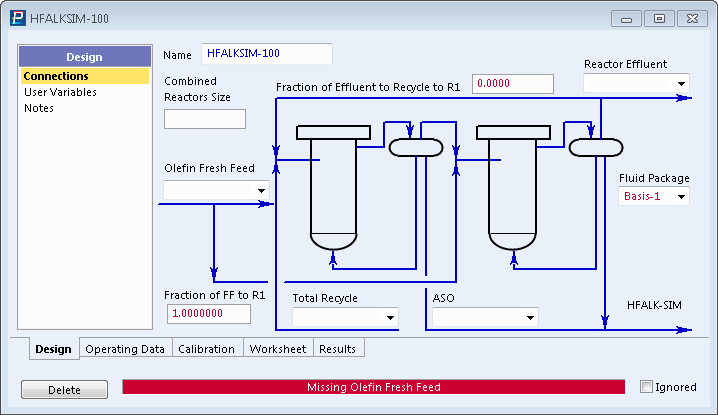 HFALKSIM-100
Design
Connections
User Variables
Notes
Name HFALKSIM-100
Combined
Reactors Size
Fraction of Effluent to Recycle to R1 0.0000
Reactor Effluent
Olefin Fresh Feed
Fluid Package
Basis-1
Fraction of FF to R1
1.0000000
Total Recycle
ASO
HFALK-SIM
Design Operating Data Calibration Worksheet Results
Delete Missing Olefin Fresh Feed Ignored